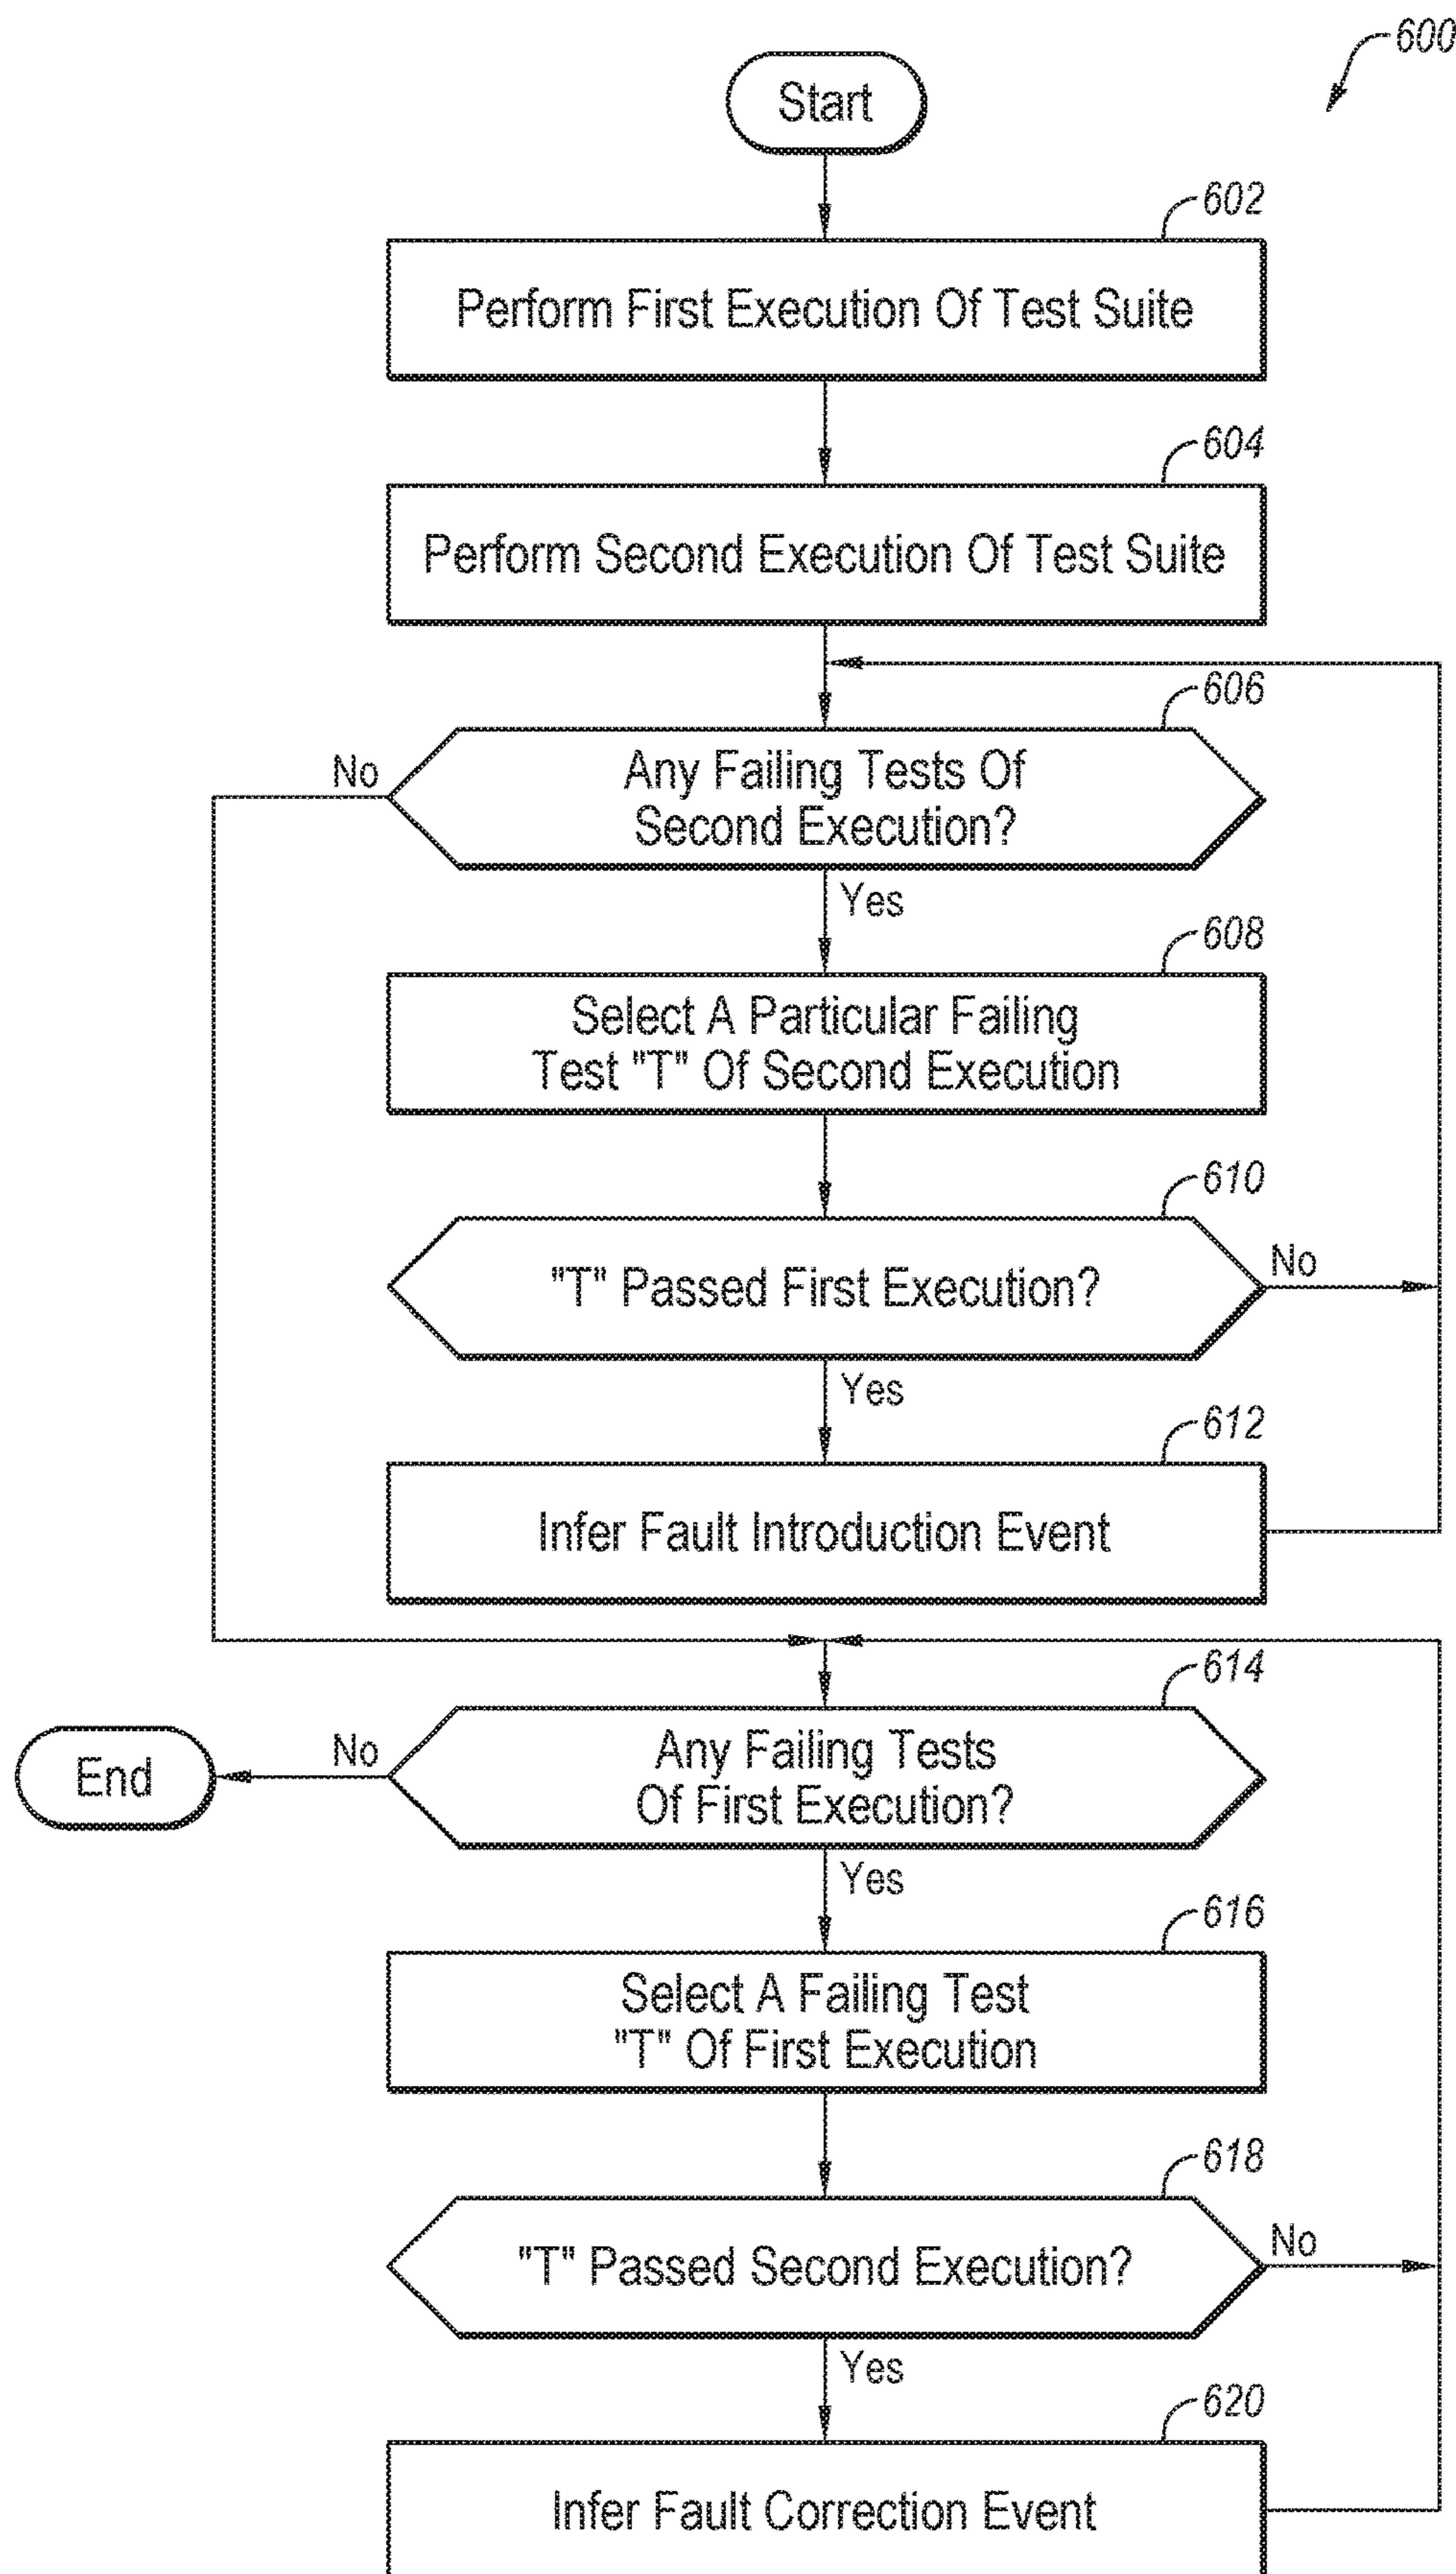 600
Start
602
Perform First Execution Of Test Suite
604
Perform Second Execution Of Test Suite
606
No
Any Failing Tests Of
Second Execution?
Yes
608
Select A Particular Failing
Test "T" Of Second Execution
610
"T" Passed First Execution?
No
Yes
612
Infer Fault Introduction Event
614
End
No
Any Failing Tests
Of First Execution?
Yes
616
Select A Failing Test
"T" Of First Execution
618
"T" Passed Second Execution?
No
Yes
620
Infer Fault Correction Event